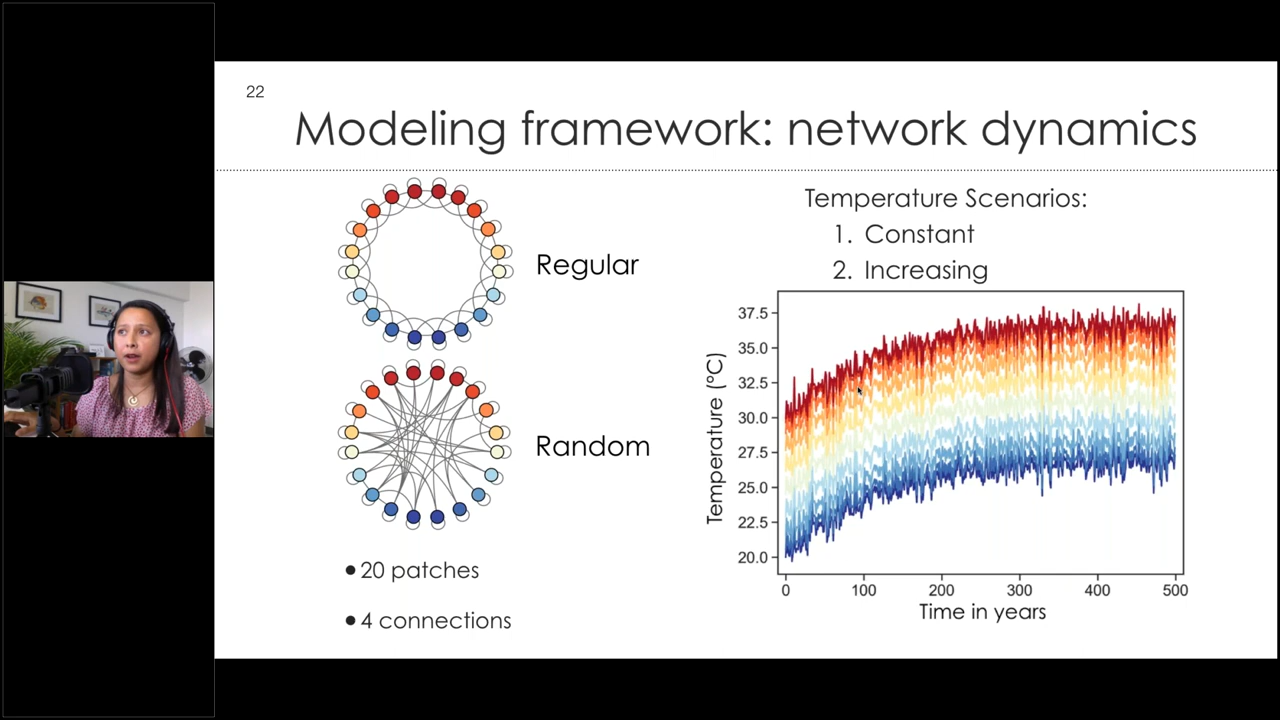 22
Modeling framework: network dynamics
Regular
Random
• 20 patches
• 4 connections
Temperature Scenarios:
1. Constant
2. Increasing
Temperature (°C)
37.5
35.0
32.5
30.0
27.5
25.0
22.5
20.0
0 100 200 300 400 500
Time in years